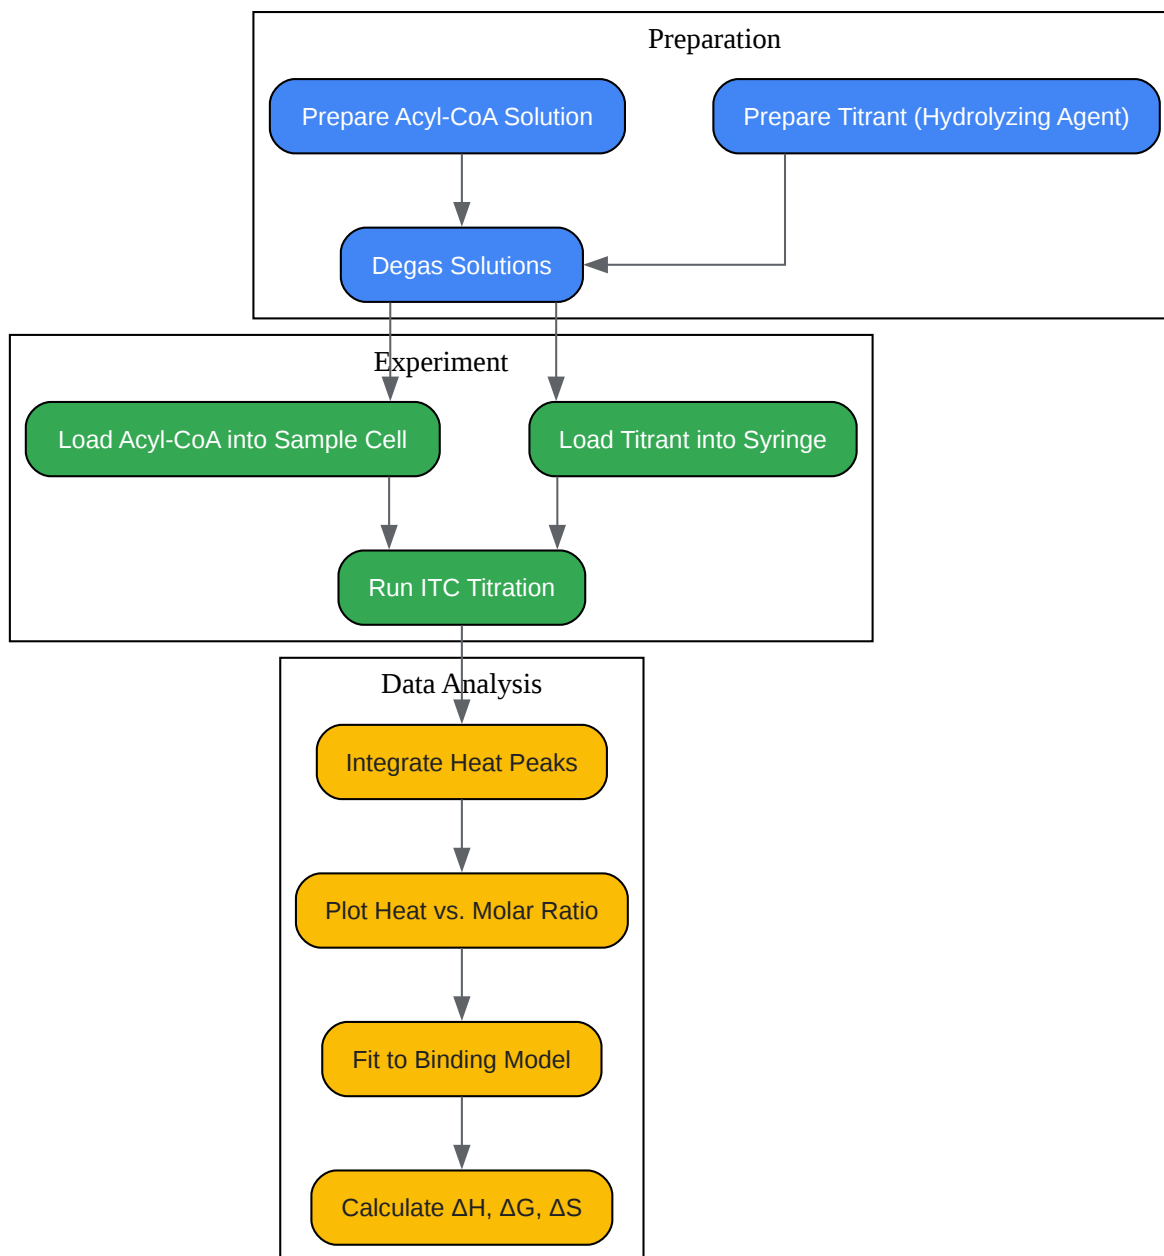 Preparation
Prepare Acyl-CoA Solution
Prepare Titrant (Hydrolyzing Agent)
Degas Solutions
Experiment
Load Acyl-CoA into Sample Cell
Load Titrant into Syringe
Run ITC Titration
Data Analysis
Integrate Heat Peaks
Plot Heat vs. Molar Ratio
Fit to Binding Model
Calculate ΔH, ΔG, ΔS